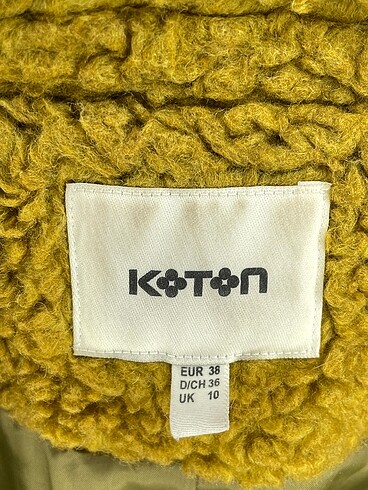 KOTON
EUR 38
D/CH 36
UK 10